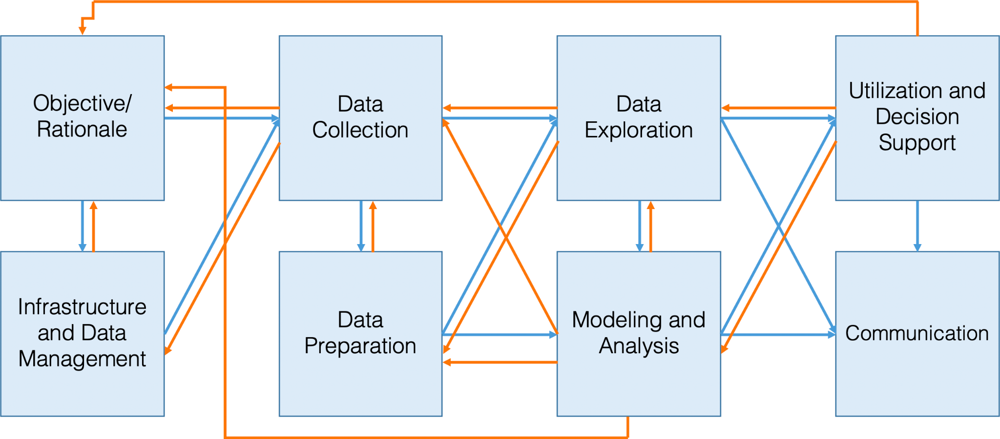 Objective/
Rationale
Data
Collection
Data
Exploration
Utilization and
Decision
Support
Infrastructure
and Data
Management
Data
Preparation
Modeling and
Analysis
Communication